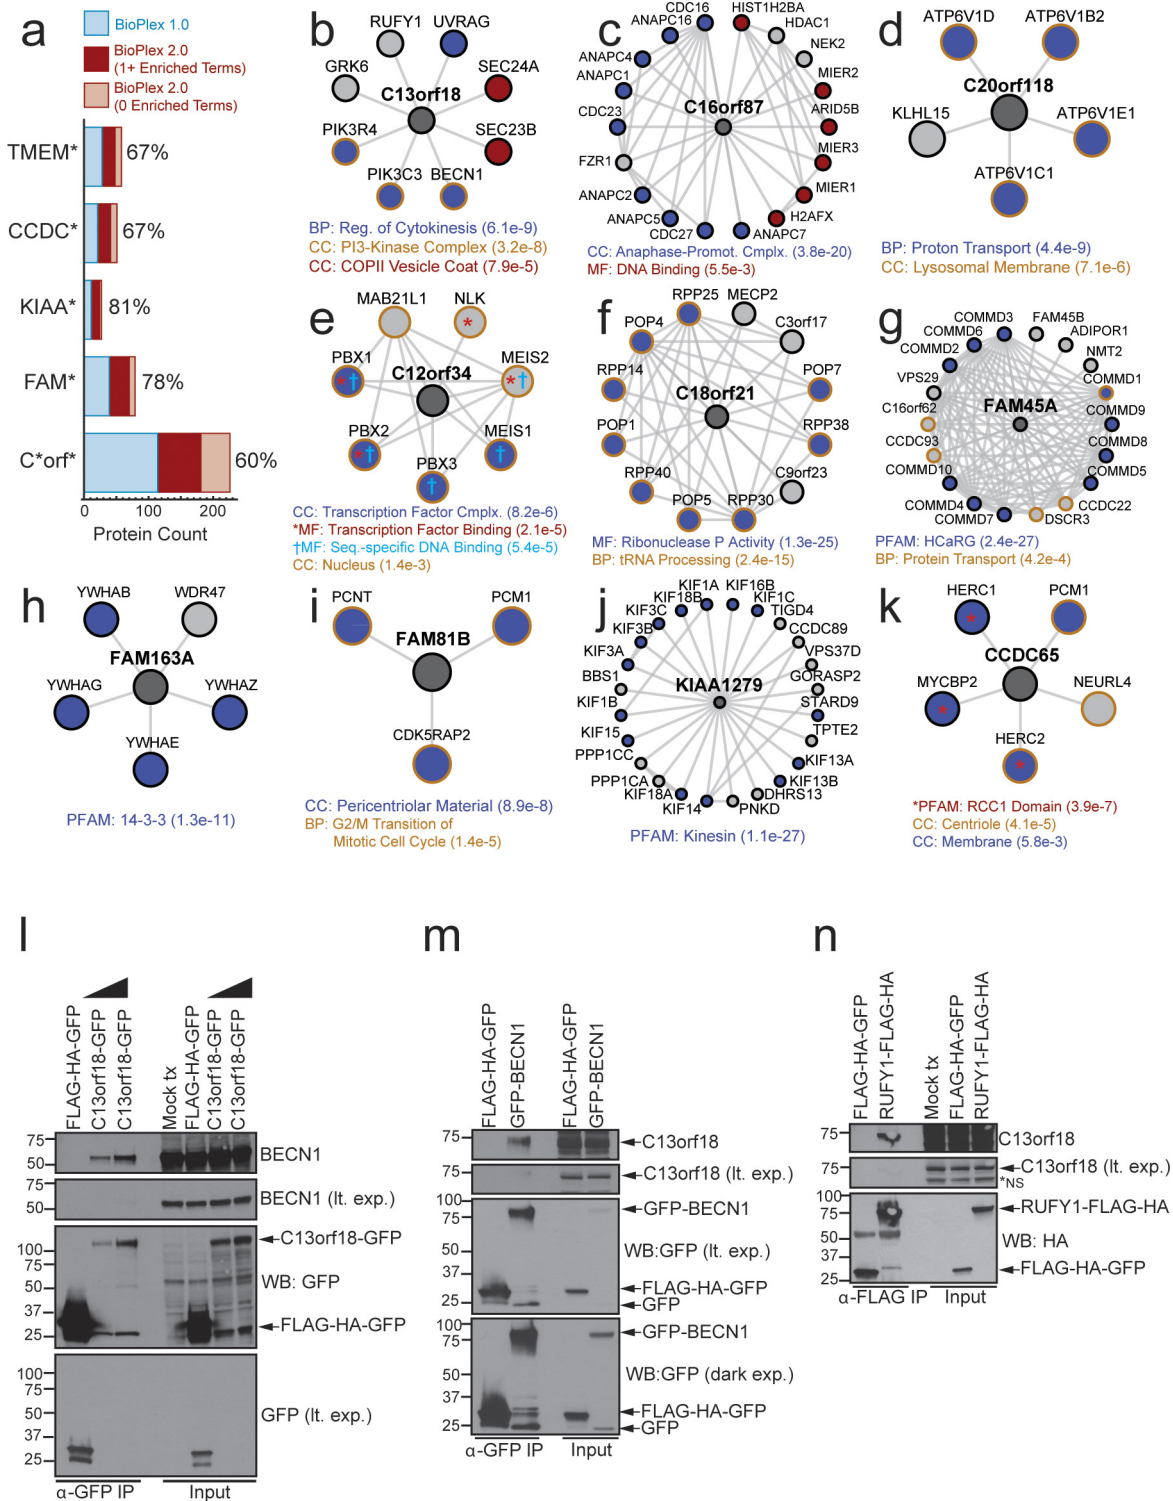 a
BioPlex 1.0
BioPlex 2.0
(1+ Enriched Terms)
BioPlex 2.0
(0 Enriched Terms)
TMEM*
67%
CCDC*
67%
KIAA*
81%
FAM*
78%
C*orf*
60%
0
100
200
Protein Count
b
RUFY1
UVRAG
GRK6
SEC24A
C13orf18
PIK3R4
SEC23B
PIK3C3
BECN1
BP: Reg. of Cytokinesis (6.1e-9)
CC: PI3-Kinase Complex (3.2e-8)
CC: COPII Vesicle Coat (7.9e-5)
c
CDC16
HIST1H2BA
ANAPC16
HDAC1
ANAPC4
NEK2
ANAPC1
MIER2
C16orf87
CDC23
ARID5B
FZR1
MIER3
ANAPC2
MIER1
ANAPC5
H2AFX
CDC27
ANAPC7
CC: Anaphase-Promot. Cmplx. (3.8e-20)
MF: DNA Binding (5.5e-3)
d
ATP6V1D
ATP6V1B2
C20orf118
KLHL15
ATP6V1E1
ATP6V1C1
BP: Proton Transport (4.4e-9)
CC: Lysosomal Membrane (7.1e-6)
e
MAB21L1
NLK
*
PBX1
MEIS2
*†
*†
C12orf34
PBX2
MEIS1
*†
†
PBX3
†
CC: Transcription Factor Cmplx. (8.2e-6)
*MF: Transcription Factor Binding (2.1e-5)
†MF: Seq.-specific DNA Binding (5.4e-5)
CC: Nucleus (1.4e-3)
f
RPP25
MECP2
POP4
C3orf17
RPP14
POP7
C18orf21
POP1
RPP38
RPP40
C9orf23
POP5
RPP30
MF: Ribonuclease P Activity (1.3e-25)
BP: tRNA Processing (2.4e-15)
g
COMMD3
FAM45B
COMMD6
ADIPOR1
COMMD2
NMT2
VPS29
COMMD1
C16orf62
FAM45A
COMMD9
CCDC93
COMMD8
COMMD10
COMMD5
COMMD4
CCDC22
COMMD7
DSCR3
PFAM: HCaRG (2.4e-27)
BP: Protein Transport (4.2e-4)
h
YWHAB
WDR47
FAM163A
YWHAG
YWHAZ
YWHAE
PFAM: 14-3-3 (1.3e-11)
i
PCNT
PCM1
FAM81B
CDK5RAP2
CC: Pericentriolar Material (8.9e-8)
BP: G2/M Transition of
Mitotic Cell Cycle (1.4e-5)
j
KIF1A
KIF16B
KIF18B
KIF1C
KIF3C
TIGD4
KIF3B
CCDC89
KIF3A
VPS37D
BBS1
GORASP2
KIAA1279
KIF1B
STARD9
KIF15
TPTE2
PPP1CC
KIF13A
PPP1CA
KIF13B
KIF18A
DHRS13
KIF14
PNKD
PFAM: Kinesin (1.1e-27)
k
HERC1
PCM1
*
CCDC65
MYCBP2
NEURL4
*
HERC2
*
*PFAM: RCC1 Domain (3.9e-7)
CC: Centriole (4.1e-5)
CC: Membrane (5.8e-3)
l
FLAG-HA-GFP
C13orf18-GFP
C13orf18-GFP
Mock tx
FLAG-HA-GFP
C13orf18-GFP
C13orf18-GFP
75
50
BECN1
75
50
BECN1 (lt. exp.)
100
75
50
37
25
C13orf18-GFP
WB: GFP
FLAG-HA-GFP
100
75
50
37
25
GFP (lt. exp.)
α-GFP IP
Input
m
FLAG-HA-GFP
GFP-BECN1
FLAG-HA-GFP
GFP-BECN1
75
C13orf18
75
C13orf18 (lt. exp.)
100
75
50
37
25
GFP-BECN1
WB:GFP (lt. exp.)
FLAG-HA-GFP
GFP
100
75
50
37
25
GFP-BECN1
WB:GFP (dark exp.)
FLAG-HA-GFP
GFP
α-GFP IP
Input
n
FLAG-HA-GFP
RUFY1-FLAG-HA
Mock tx
FLAG-HA-GFP
RUFY1-FLAG-HA
75
C13orf18
75
C13orf18 (lt. exp.)
*NS
100
75
50
37
25
RUFY1-FLAG-HA
WB: HA
FLAG-HA-GFP
α-FLAG IP
Input